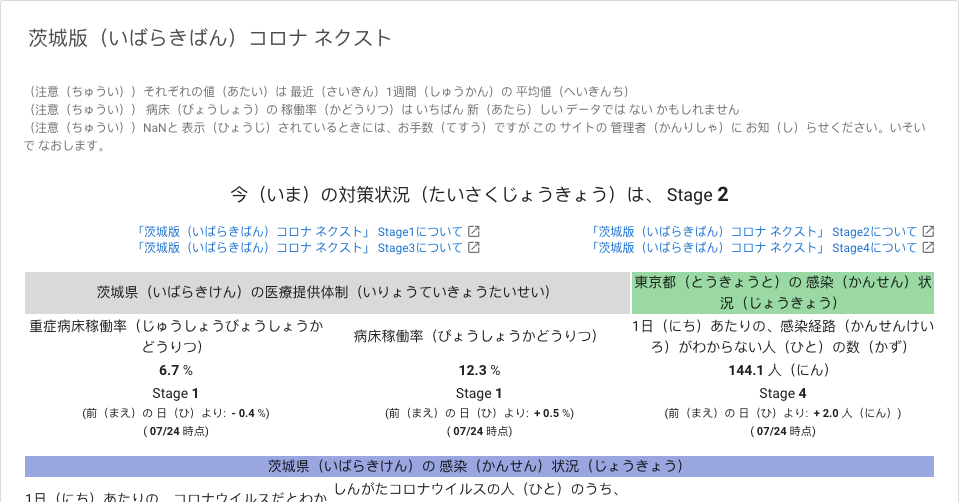 茨城版（いばらきばん）コロナ ネクスト
（注意（ちゅうい））それぞれの値（あたい）は 最近（さいきん）1週間（しゅうかん）の 平均値（へいきんち）
（注意（ちゅうい）） 病床（びょうしょう）の 稼働率（かどうりつ）は いちばん 新（あたら）しい データでは ない かもしれません
（注意（ちゅうい））NaNと 表示（ひょうじ）されているときには、お手数（てすう）ですが この サイトの 管理者（かんりしゃ）に お知（し）らせください。いそい
で なおします。
今（いま）の対策状況（たいさくじょうきょう）は、 Stage 2
「茨城版（いばらきばん）コロナ ネクスト」 Stage1について
「茨城版（いばらきばん）コロナ ネクスト」 Stage2について
「茨城版（いばらきばん）コロナ ネクスト」 Stage3について
「茨城版（いばらきばん）コロナ ネクスト」 Stage4について
茨城県（いばらきけん）の医療提供体制（いりょうていきょうたいせい）
東京都（とうきょうと）の 感染（かんせん）状
況（じょうきょう）
重症病床稼働率（じゅうしょうびょうしょうか
どうりつ）
6.7 %
Stage 1
(前（まえ）の 日（ひ）より: - 0.4 %)
( 07/24 時点)
病床稼働率（びょうしょうかどうりつ）
12.3 %
Stage 1
(前（まえ）の 日（ひ）より: + 0.5 %)
( 07/24 時点)
1日（にち）あたりの、感染経路（かんせんけい
ろ）がわからない人（ひと）の数（かず）
144.1 人（にん）
Stage 4
(前（まえ）の 日（ひ）より: + 2.0 人（にん）)
( 07/24 時点)
茨城県（いばらきけん）の 感染（かんせん）状況（じょうきょう）
1日（にち）あたりの、コロナウイルスだとわか
しんがたコロナウイルスの人（ひと）のうち、